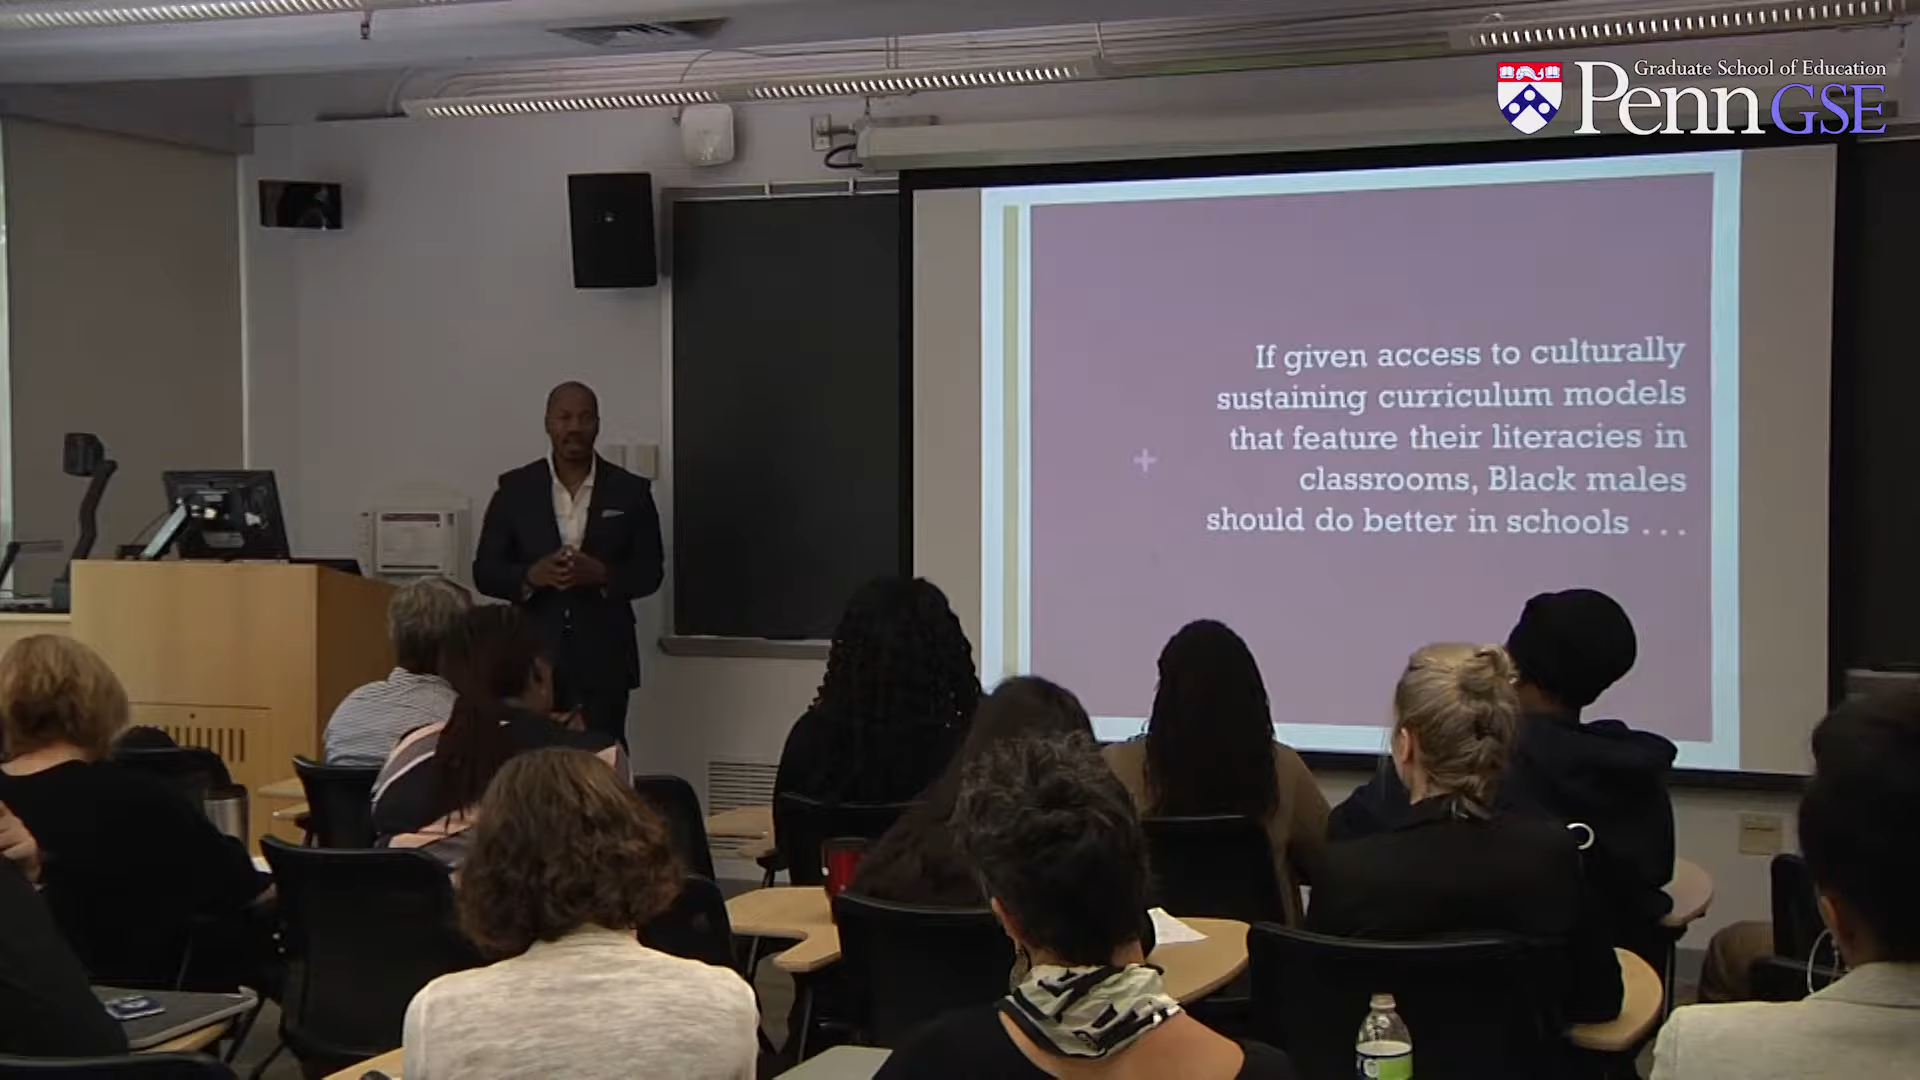 Graduate School of Education
Penn GSE
If given access to culturally
sustaining curriculum models
that feature their literacies in
classrooms, Black males
should do better in schools . . .